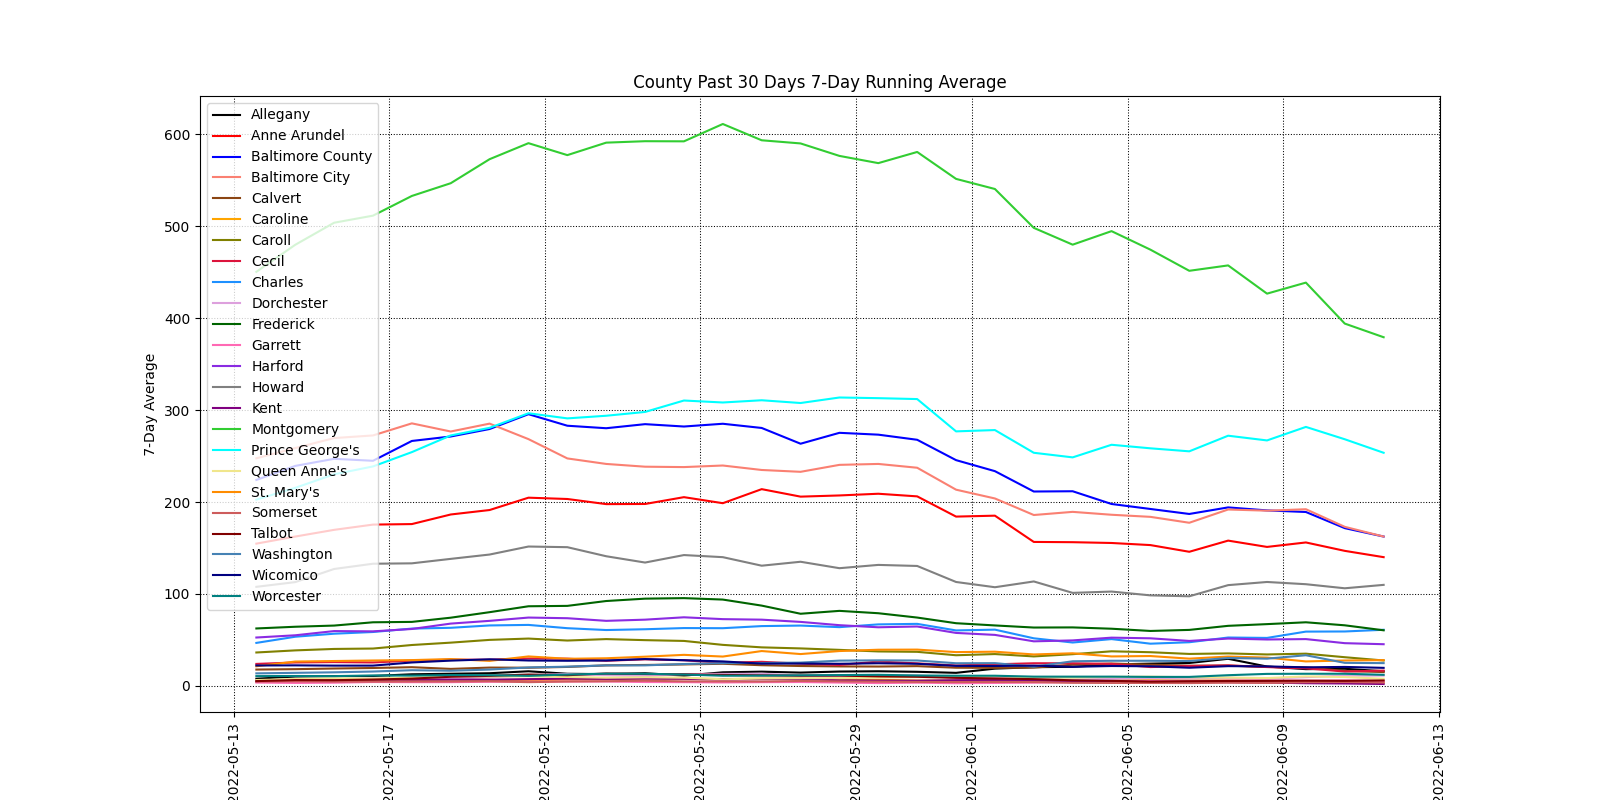 County Past 30 Days 7-Day Running Average
7-Day Average
600
500
400
300
200
100
0
Allegany
Anne Arundel
Baltimore County
Baltimore City
Calvert
Caroline
Caroll
Cecil
Charles
Dorchester
Frederick
Garrett
Harford
Howard
Kent
Montgomery
Prince George's
Queen Anne's
St. Mary's
Somerset
Talbot
Washington
Wicomico
Worcester
2022-05-13
2022-05-17
2022-05-21
2022-05-25
2022-05-29
2022-06-01
2022-06-05
2022-06-09
2022-06-13